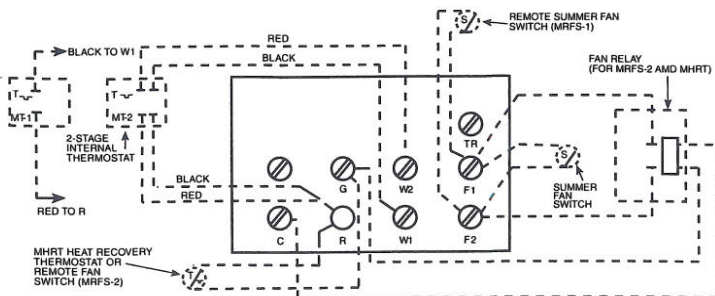 RED
REMOTE SUMMER FAN
SWITCH (MRFS-1)
S
BLACK TO W1
BLACK
FAN RELAY
(FOR MRFS-2 AMD MHRT)
T
MT-1
T
MT-2
2-STAGE
INTERNAL
THERMOSTAT
TR
S
SUMMER
FAN
SWITCH
BLACK
RED
G
W2
F1
RED TO R
C
R
W1
F2
MHRT HEAT RECOVERY
THERMOSTAT OR
REMOTE FAN
SWITCH (MRFS-2)
T